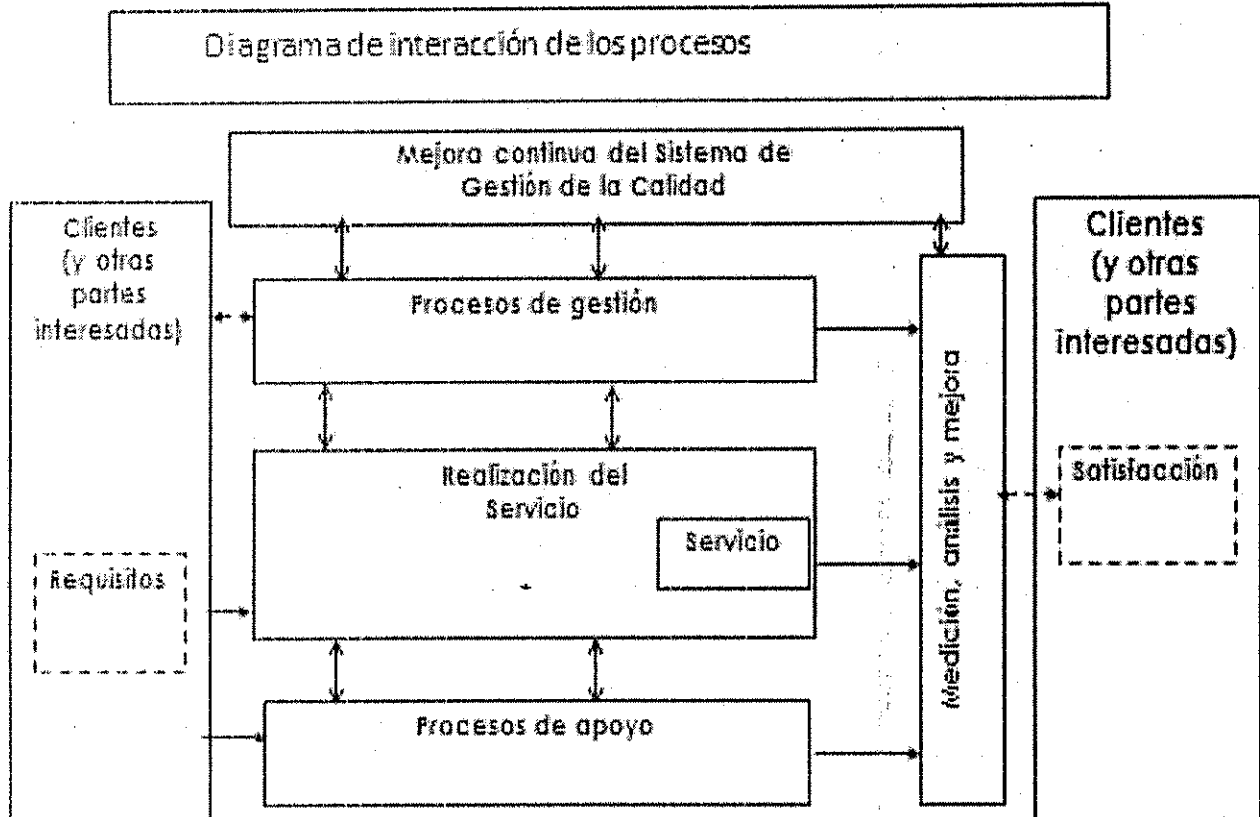 Diagrama de interacción de los procesos
Mejora continua del Sistema de
Gestión de la Calidad
Clientes
(y otras
partes
interesadas)
Requisitos
Procesos de gestión
Realización del
Servicio
Servicio
Procesos de apoyo
Medición, análisis y mejora
Clientes
(y otras
partes
interesadas)
Satisfacción